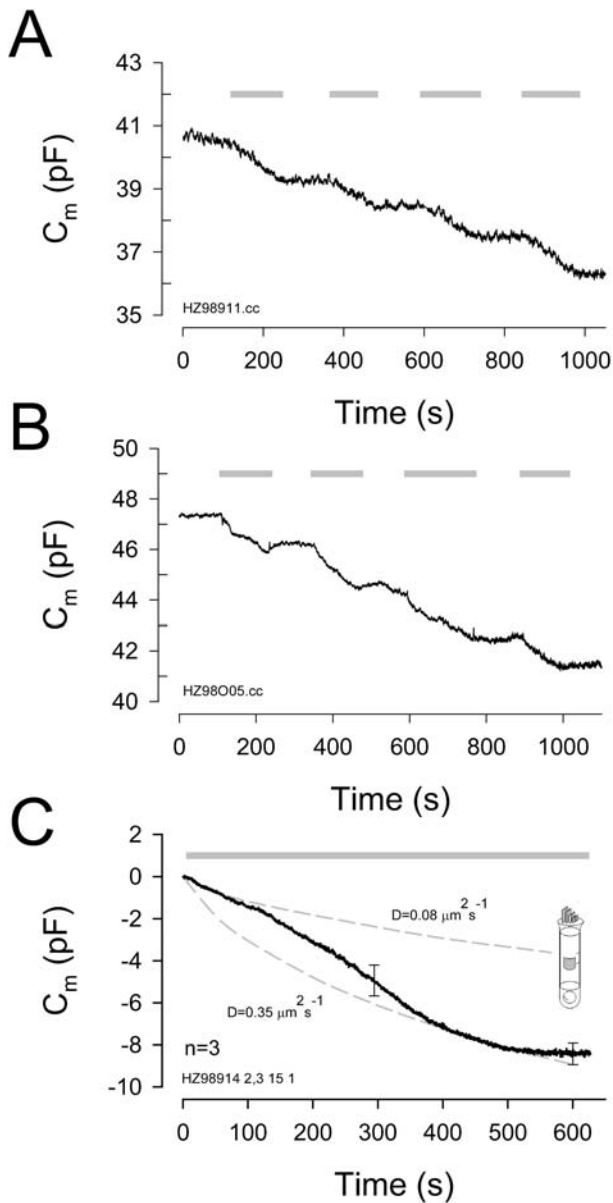 A
43
41
39
37
35
Cm (pF)
HZ98911.cc
0 200 400 600 800 1000
Time (s)
B
50
48
46
44
42
40
Cm (pF)
HZ98O05.cc
0 200 400 600 800 1000
Time (s)
C
2
0
-2
-4
-6
-8
-10
Cm (pF)
D=0.08 μm2s-1
D=0.35 μm2s-1
n=3
HZ98914 2,3 15 1
0 100 200 300 400 500 600
Time (s)